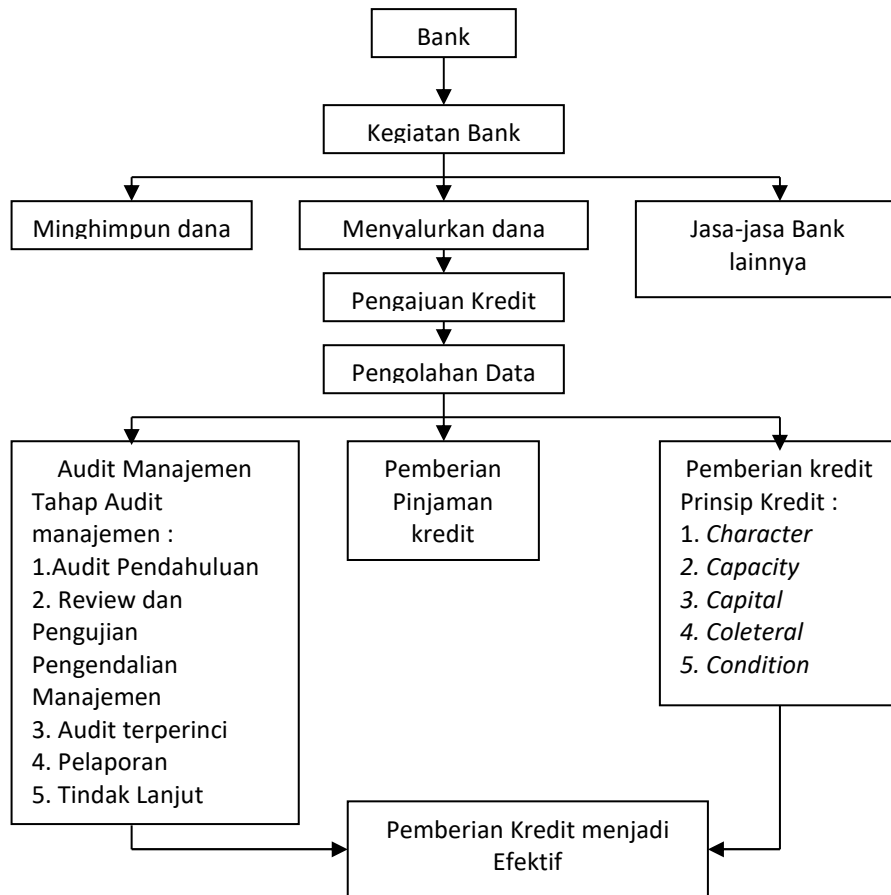 Bank
Kegiatan Bank
Minghimpun dana
Menyalurkan dana
Jasa-jasa Bank
lainnya
Pengajuan Kredit
Pengolahan Data
Audit Manajemen
Tahap Audit
manajemen :
1.Audit Pendahuluan
2. Review dan
Pengujian
Pengendalian
Manajemen
3. Audit terperinci
4. Pelaporan
5. Tindak Lanjut
Pemberian
Pinjaman
kredit
Pemberian kredit
Prinsip Kredit :
1. Character
2. Capacity
3. Capital
4. Coleteral
5. Condition
Pemberian Kredit menjadi
Efektif